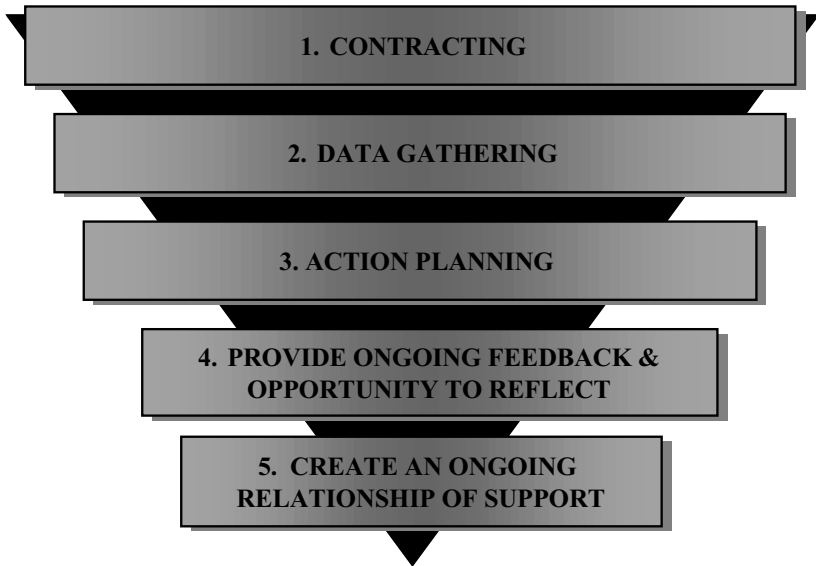 1. CONTRACTING
2. DATA GATHERING
3. ACTION PLANNING
4. PROVIDE ONGOING FEEDBACK &
OPPORTUNITY TO REFLECT
5. CREATE AN ONGOING
RELATIONSHIP OF SUPPORT